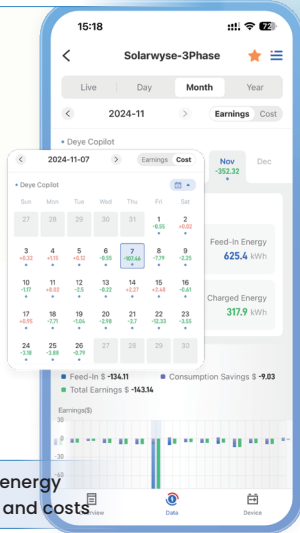 15:18
72
Solarwyse-3Phase
Live Day Month Year
2024-11 Earnings Cost
Deye Copilot
Nov Dec
-352.32
2024-11-07 Earnings Cost
Deye Copilot
Sun Mon Tue Wed Thu Fri Sat
27 28 29 30 31 1 2
-0.55 +0.02
3 4 5 6 7 8 9
+0.32 +1.15 +0.12 -0.55 -107.66 -7.79 -2.25
10 11 12 13 14 15 16
-1.17 +0.02 -2.5 -0.22 +2.27 +2.48 -0.61
17 18 19 20 21 22 23
+0.95 -7.71 -1.04 -2.98 -2.7 -12.33 -3.55
24 25 26 27 28 29 30
-3.18 -3.88 -0.79
Feed-In Energy
625.4 kWh
Charged Energy
317.9 kWh
Feed-In $ -134.11 Consumption Savings $ -9.03
Total Earnings $ -143.14
Earnings($)
30
0
-30
-60
energy
and costs
Data Device